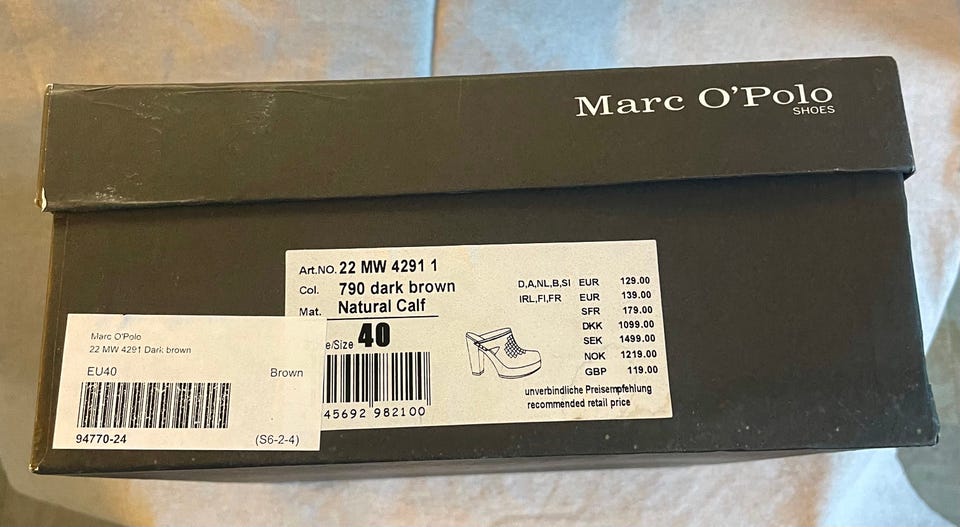 Marc O'Polo
SHOES
Art.NO. 22 MW 4291 1
Col. 790 dark brown
Mat. Natural Calf
e/Size 40
45692 982100
D,A,NL,B,SI EUR 129.00
IRL,FI,FR EUR 139.00
SFR 179.00
DKK 1099.00
SEK 1499.00
NOK 1219.00
GBP 119.00
unverbindliche Preisempfehlung
recommended retail price
Marc O'Polo
22 MW 4291 Dark brown
EU40 Brown
94770-24 (S6-2-4)